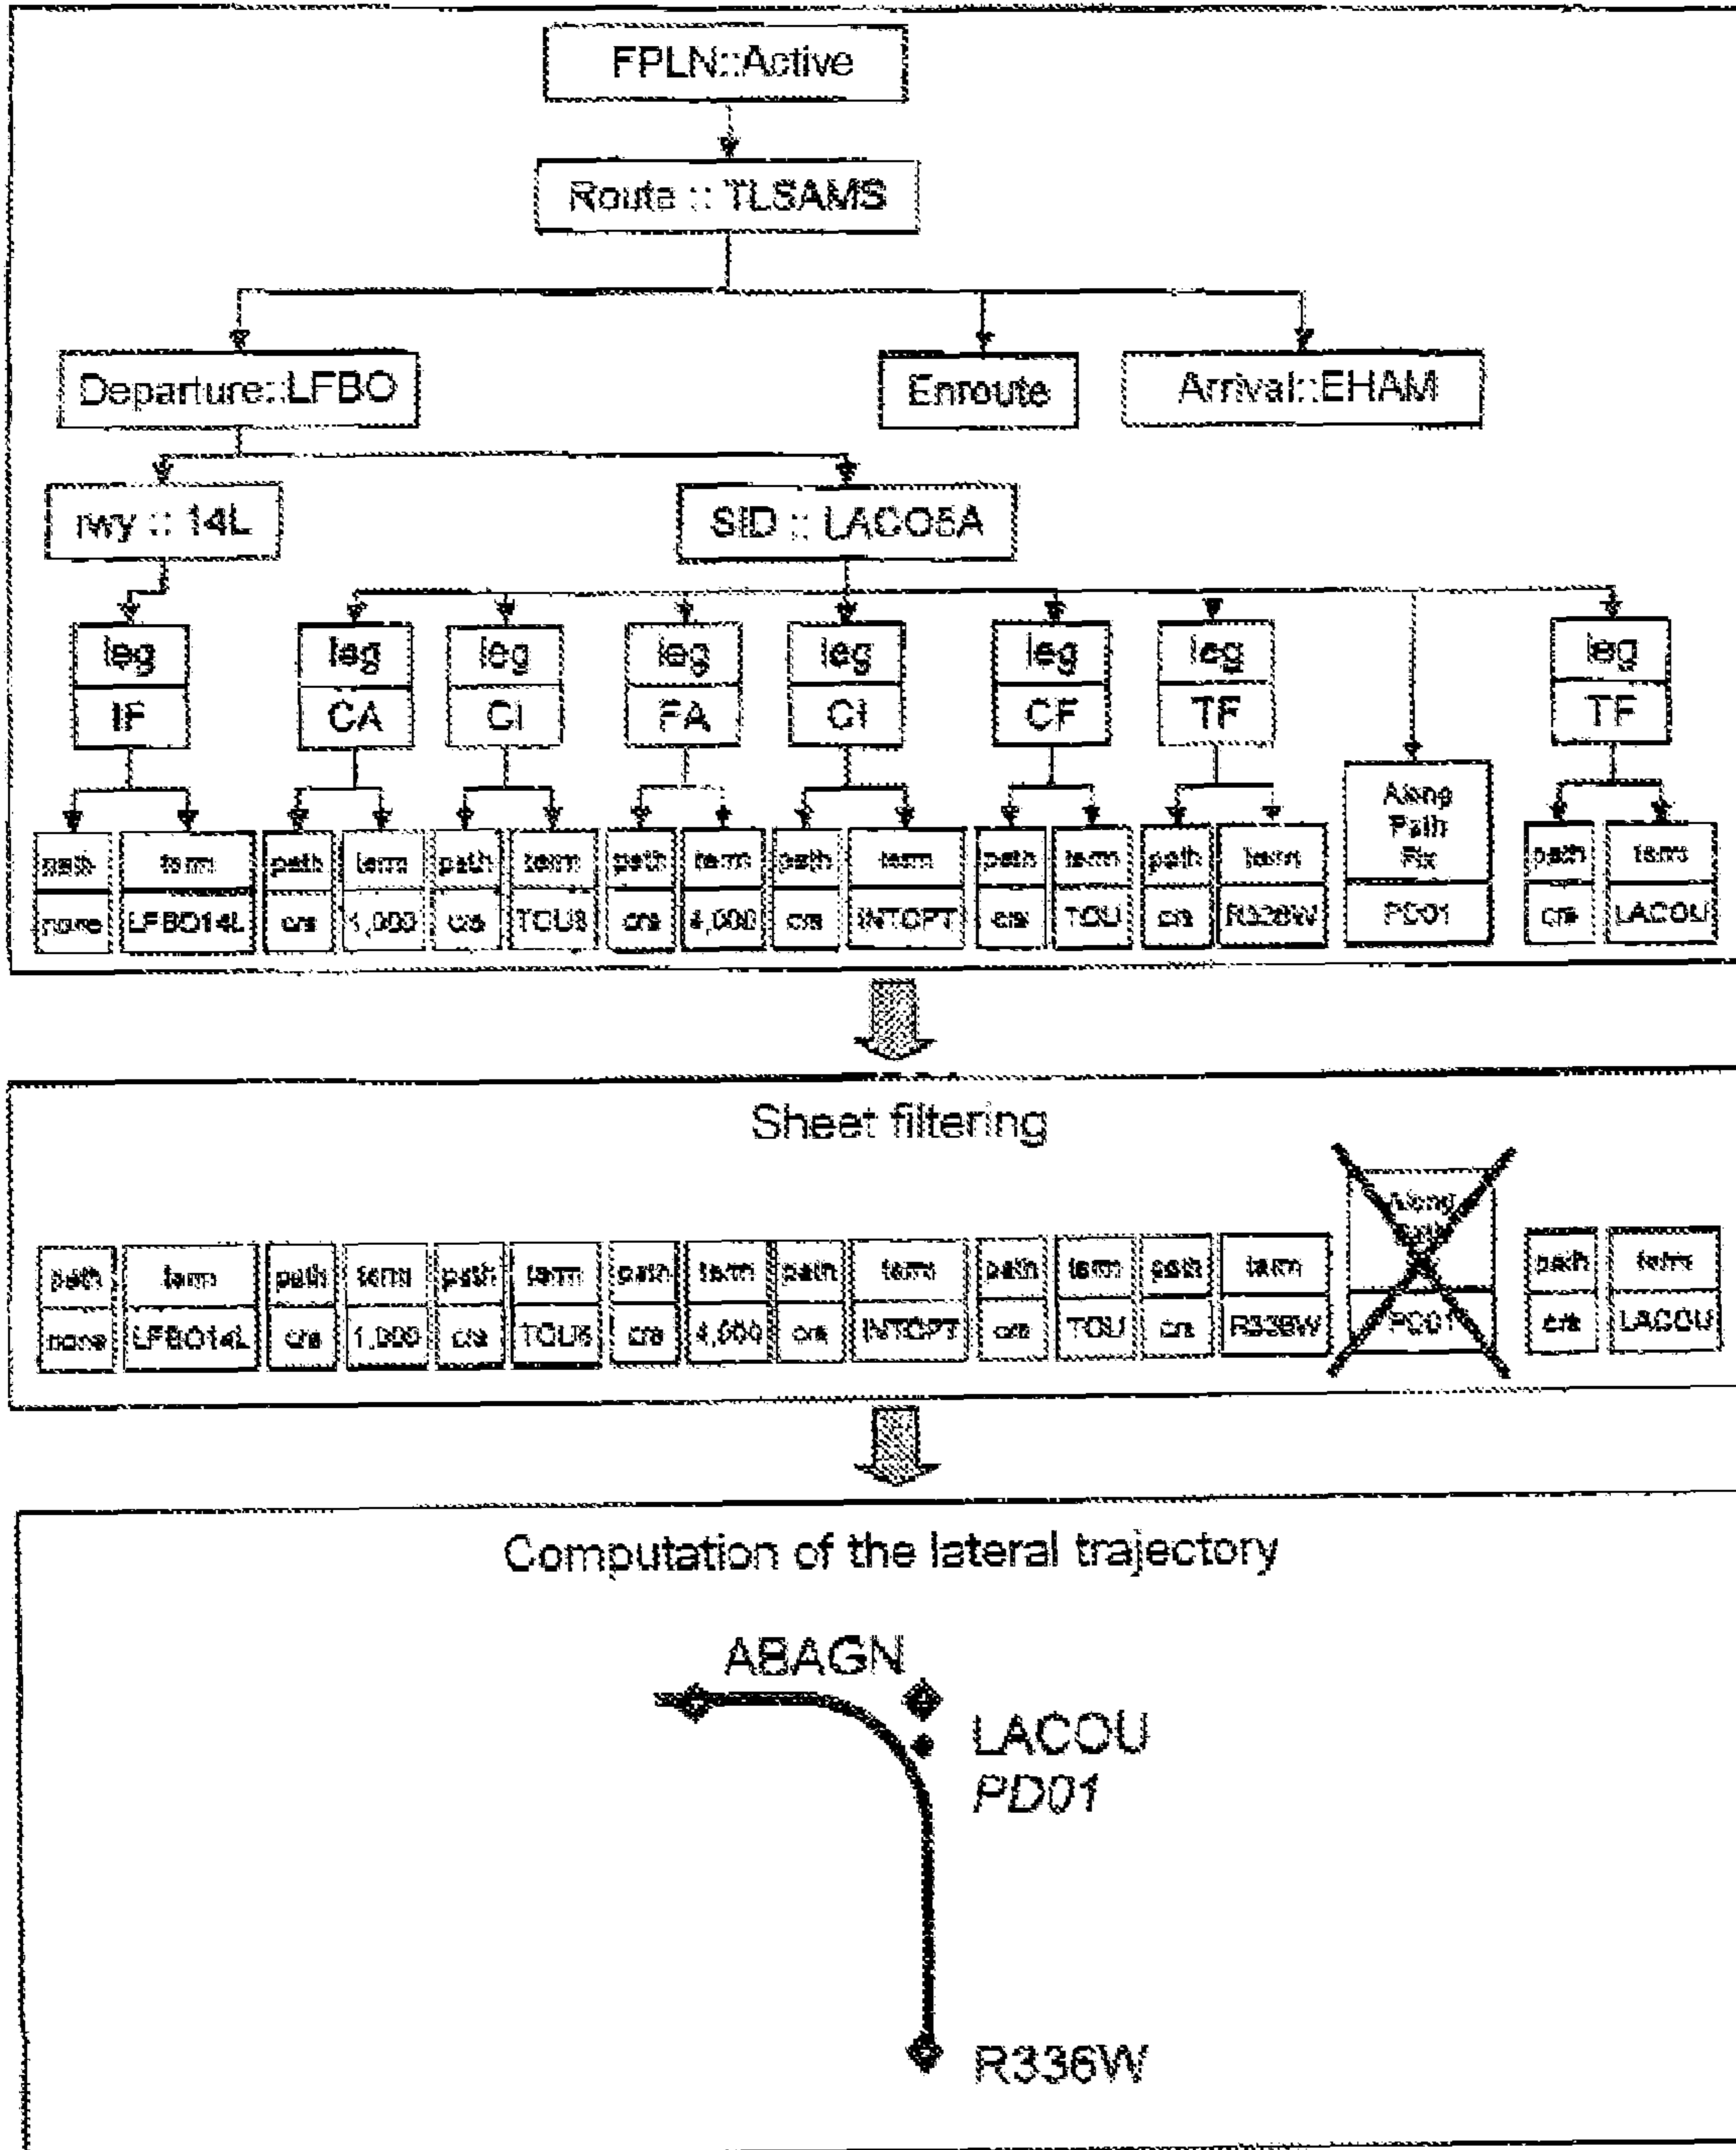 FPLN::Active
Route :: TLSAMS
Departure::LFBO
Enroute
Arrival::EHAM
rwy :: 14L
SID :: LACO5A
leg leg leg leg leg leg leg leg
IF CA CI FA CI CF TF TF
Along
Path
Fix
path term path term path term path term path term path term path term path term
none LFBO14L crs 1,000 crs crs 4,000 crs INTCPT crs TOU crs PD01 crs LACOU
Sheet filtering
Along
path term path term path term path term path term path term path term path term
none LFBO14L crs 1,000 crs crs 4,000 crs INTCPT crs TOU crs R336W PD01 crs LACOU
Computation of the lateral trajectory
ABAGN
LACOU
PD01
R336W